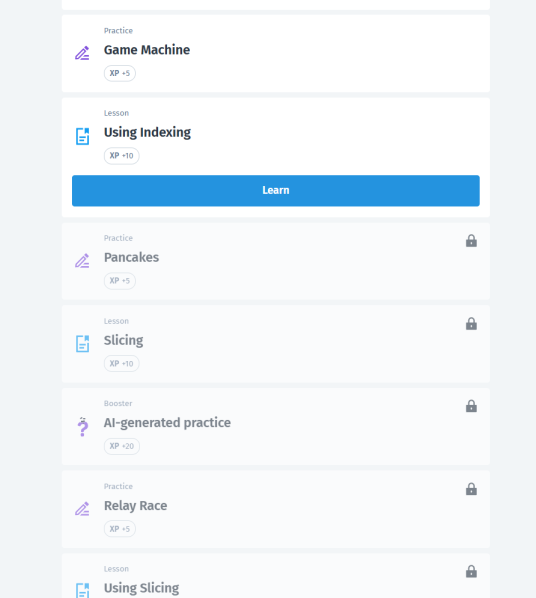 Practice
Game Machine
XP +5
Lesson
Using Indexing
XP +10
Learn
Practice
Pancakes
XP +5
Lesson
Slicing
XP +10
Booster
AI-generated practice
XP +20
Practice
Relay Race
XP +5
Lesson
Using Slicing